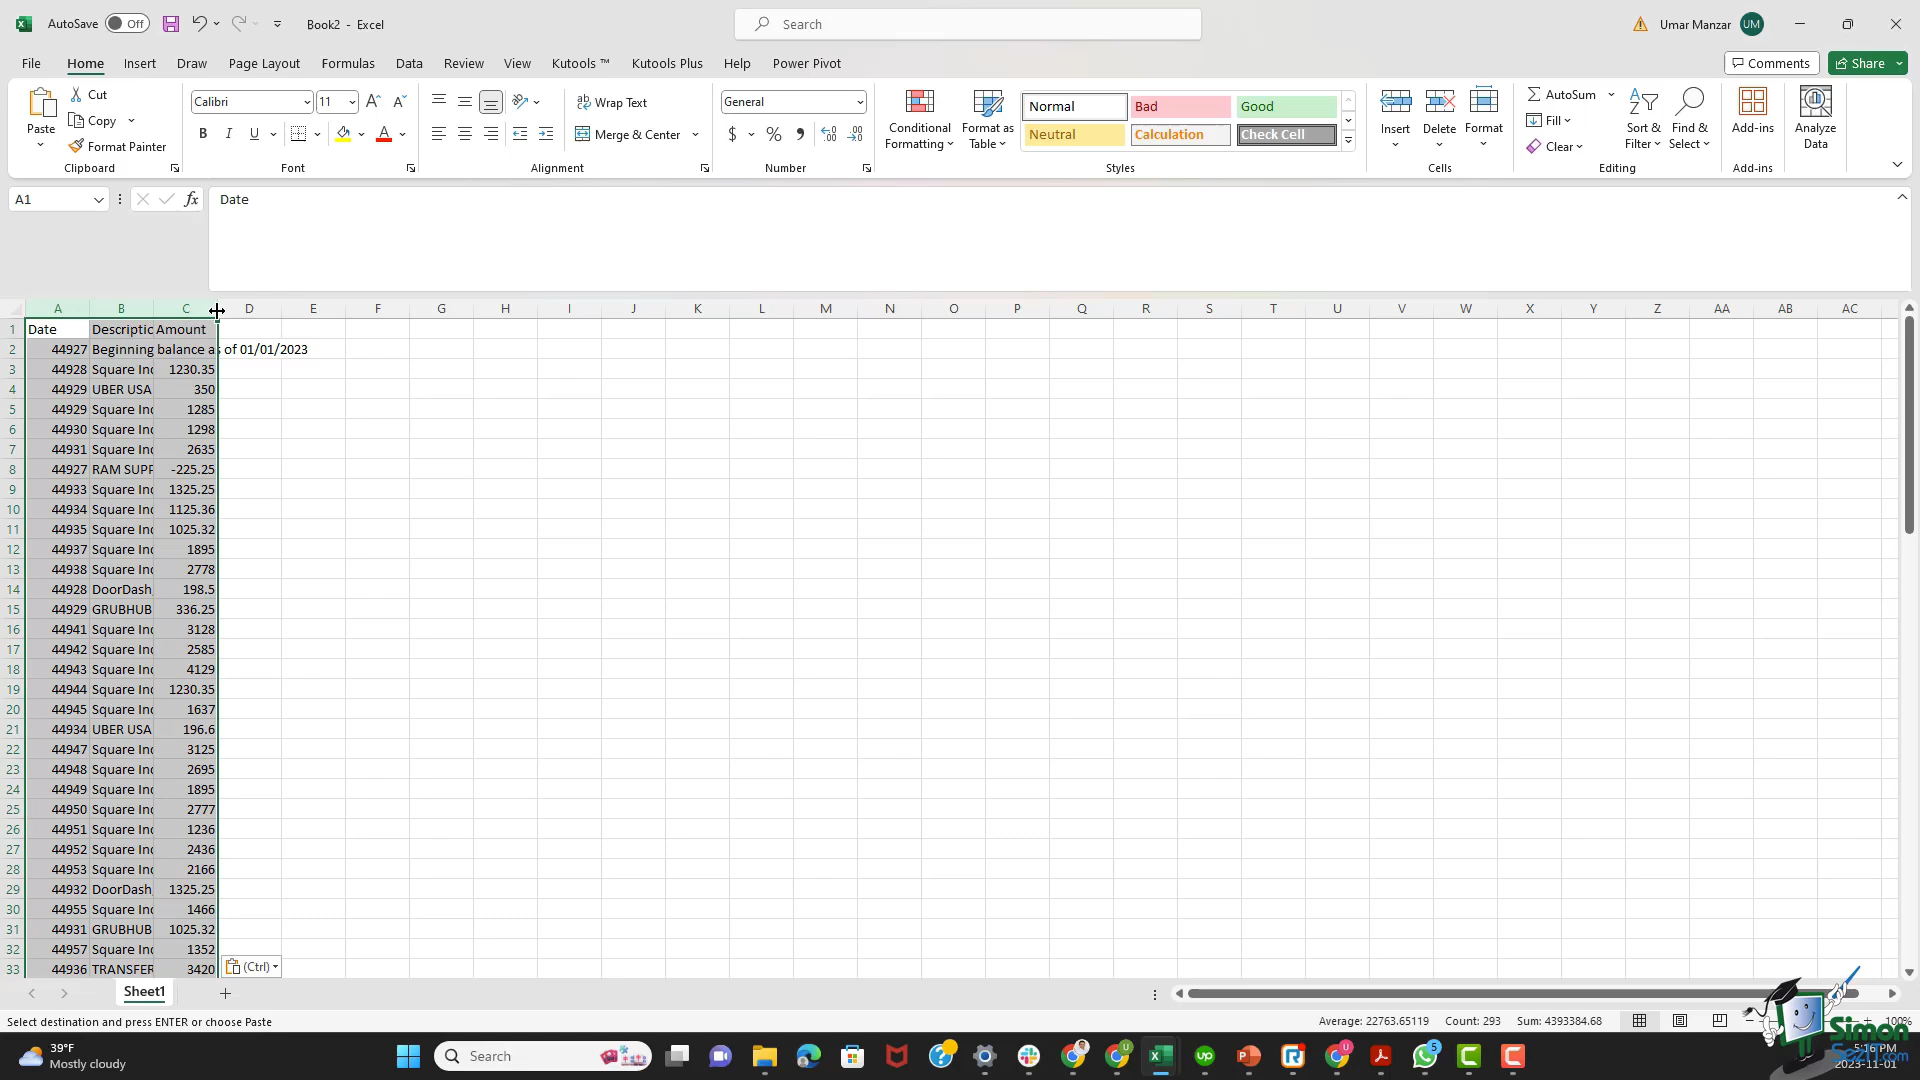 AutoSave Off Book2 - Excel Search Umar Manzar UM
File Home Insert Draw Page Layout Formulas Data Review View Kutools ™ Kutools Plus Help Power Pivot Comments Share
Paste Cut Copy Format Painter Clipboard
Calibri 11 B I U A Font
Wrap Text Merge & Center Alignment
General $ % , Number
Conditional Formatting Format as Table Normal Bad Good Neutral Calculation Check Cell Styles
Insert Delete Format Cells
AutoSum Fill Clear Sort & Filter Find & Select Editing
Add-ins Add-ins
Analyze Data
A1 fx Date
A B C D E F G H I J K L M N O P Q R S T U V W X Y Z AA AB AC
1 Date Descriptic Amount
2 44927 Beginning balance as of 01/01/2023
3 44928 Square Inc 1230.35
4 44929 UBER USA 350
5 44929 Square Inc 1285
6 44930 Square Inc 1298
7 44931 Square Inc 2635
8 44927 RAM SUPP -225.25
9 44933 Square Inc 1325.25
10 44934 Square Inc 1125.36
11 44935 Square Inc 1025.32
12 44937 Square Inc 1895
13 44938 Square Inc 2778
14 44928 DoorDash, 198.5
15 44929 GRUBHUB 336.25
16 44941 Square Inc 3128
17 44942 Square Inc 2585
18 44943 Square Inc 4129
19 44944 Square Inc 1230.35
20 44945 Square Inc 1637
21 44934 UBER USA 196.6
22 44947 Square Inc 3125
23 44948 Square Inc 2695
24 44949 Square Inc 1895
25 44950 Square Inc 2777
26 44951 Square Inc 1236
27 44952 Square Inc 2436
28 44953 Square Inc 2166
29 44932 DoorDash, 1325.25
30 44955 Square Inc 1466
31 44931 GRUBHUB 1025.32
32 44957 Square Inc 1352
33 44936 TRANSFER 3420 (Ctrl)
Sheet1
Select destination and press ENTER or choose Paste Average: 22763.65119 Count: 293 Sum: 4393384.68 100%
39°F
Mostly cloudy
Search
5
5:16 PM
2023-11-01
Simon
SezIT.com